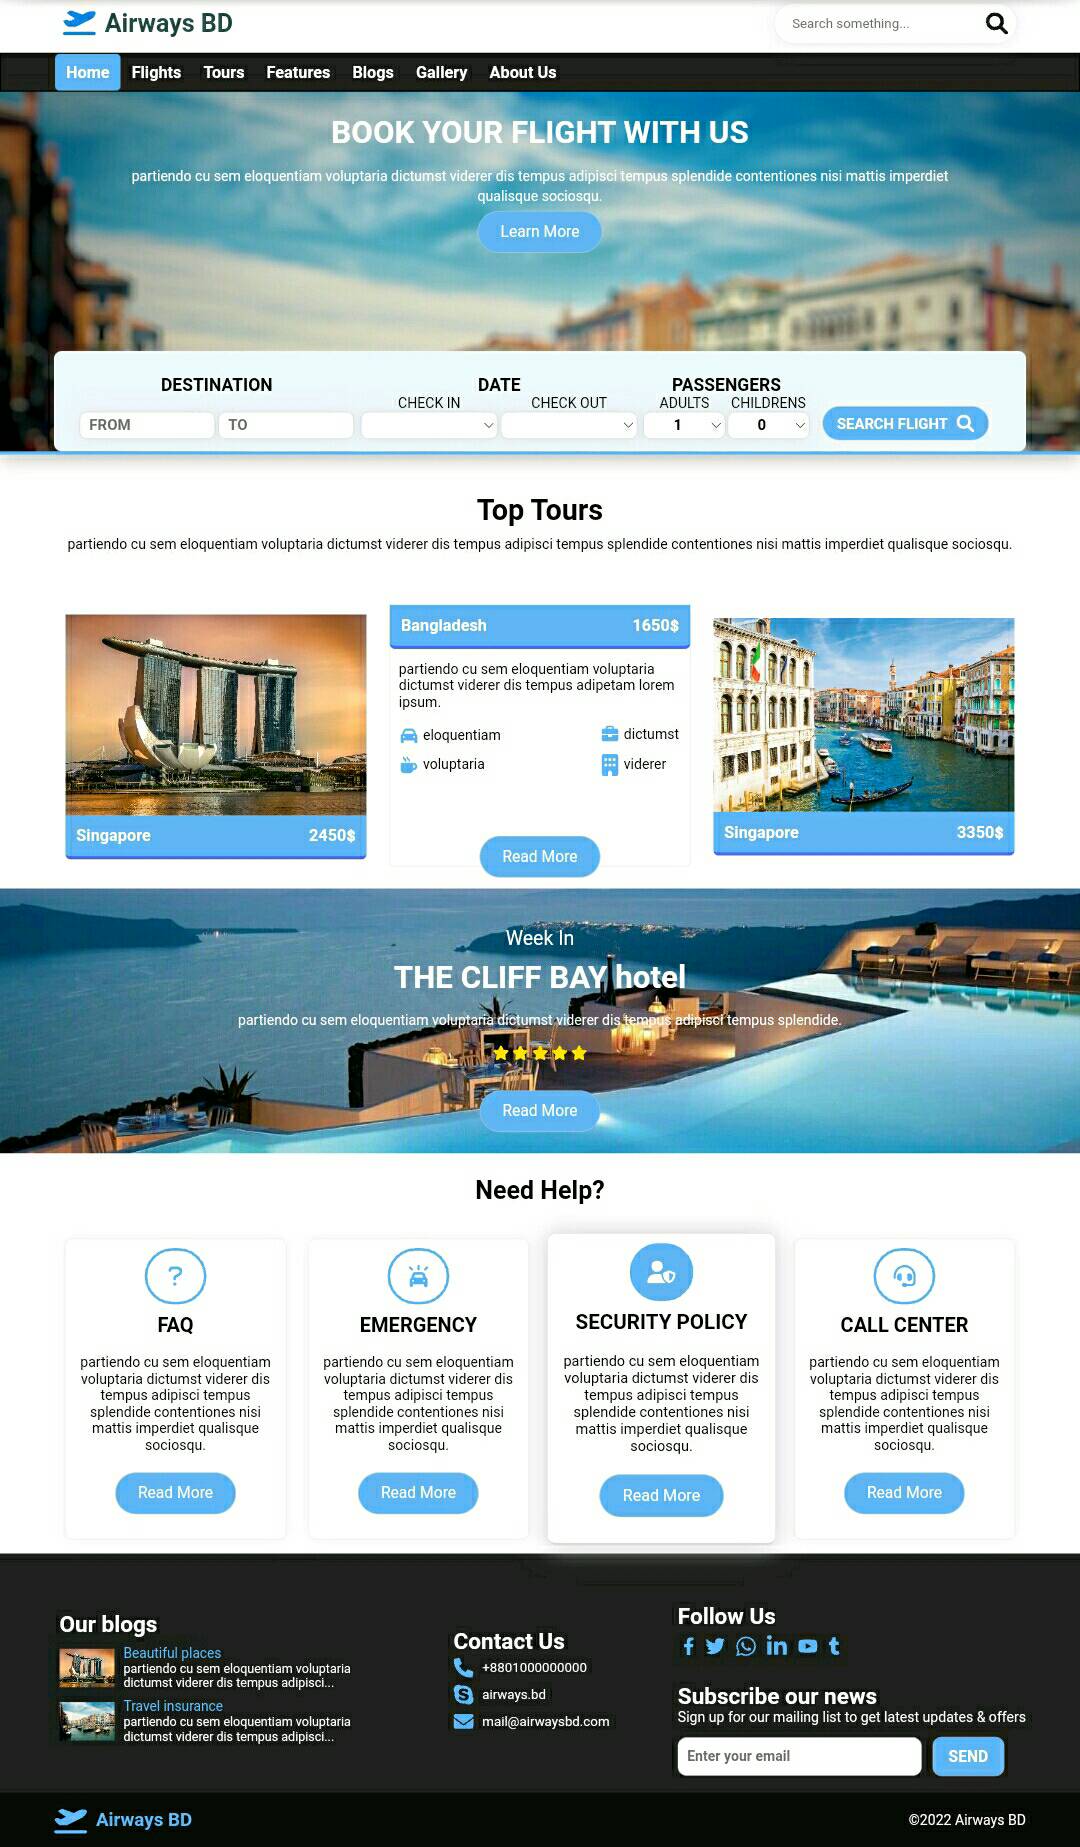 Airways BD
Search something...
Home Flights Tours Features Blogs Gallery About Us
BOOK YOUR FLIGHT WITH US
partiendo cu sem eloquentiam voluptaria dictumst viderer dis tempus adipisci tempus splendide contentiones nisi mattis imperdiet
qualisque sociosqu.
Learn More
DESTINATION DATE PASSENGERS
CHECK IN CHECK OUT ADULTS CHILDRENS
FROM TO 1 0 SEARCH FLIGHT
Top Tours
partiendo cu sem eloquentiam voluptaria dictumst viderer dis tempus adipisci tempus splendide contentiones nisi mattis imperdiet qualisque sociosqu.
Singapore 2450$
Bangladesh 1650$
partiendo cu sem eloquentiam voluptaria
dictumst viderer dis tempus adipetam lorem
ipsum.
eloquentiam dictumst
voluptaria viderer
Read More
Singapore 3350$
Week In
THE CLIFF BAY hotel
partiendo cu sem eloquentiam voluptaria dictumst viderer dis tempus adipisci tempus splendide.
Read More
Need Help?
FAQ
partiendo cu sem eloquentiam
voluptaria dictumst viderer dis
tempus adipisci tempus
splendide contentiones nisi
mattis imperdiet qualisque
sociosqu.
Read More
EMERGENCY
partiendo cu sem eloquentiam
voluptaria dictumst viderer dis
tempus adipisci tempus
splendide contentiones nisi
mattis imperdiet qualisque
sociosqu.
Read More
SECURITY POLICY
partiendo cu sem eloquentiam
voluptaria dictumst viderer dis
tempus adipisci tempus
splendide contentiones nisi
mattis imperdiet qualisque
sociosqu.
Read More
CALL CENTER
partiendo cu sem eloquentiam
voluptaria dictumst viderer dis
tempus adipisci tempus
splendide contentiones nisi
mattis imperdiet qualisque
sociosqu.
Read More
Our blogs
Beautiful places
partiendo cu sem eloquentiam voluptaria
dictumst viderer dis tempus adipisci...
Travel insurance
partiendo cu sem eloquentiam voluptaria
dictumst viderer dis tempus adipisci...
Contact Us
+8801000000000
airways.bd
mail@airwaysbd.com
Follow Us
Subscribe our news
Sign up for our mailing list to get latest updates & offers
Enter your email SEND
Airways BD
©2022 Airways BD